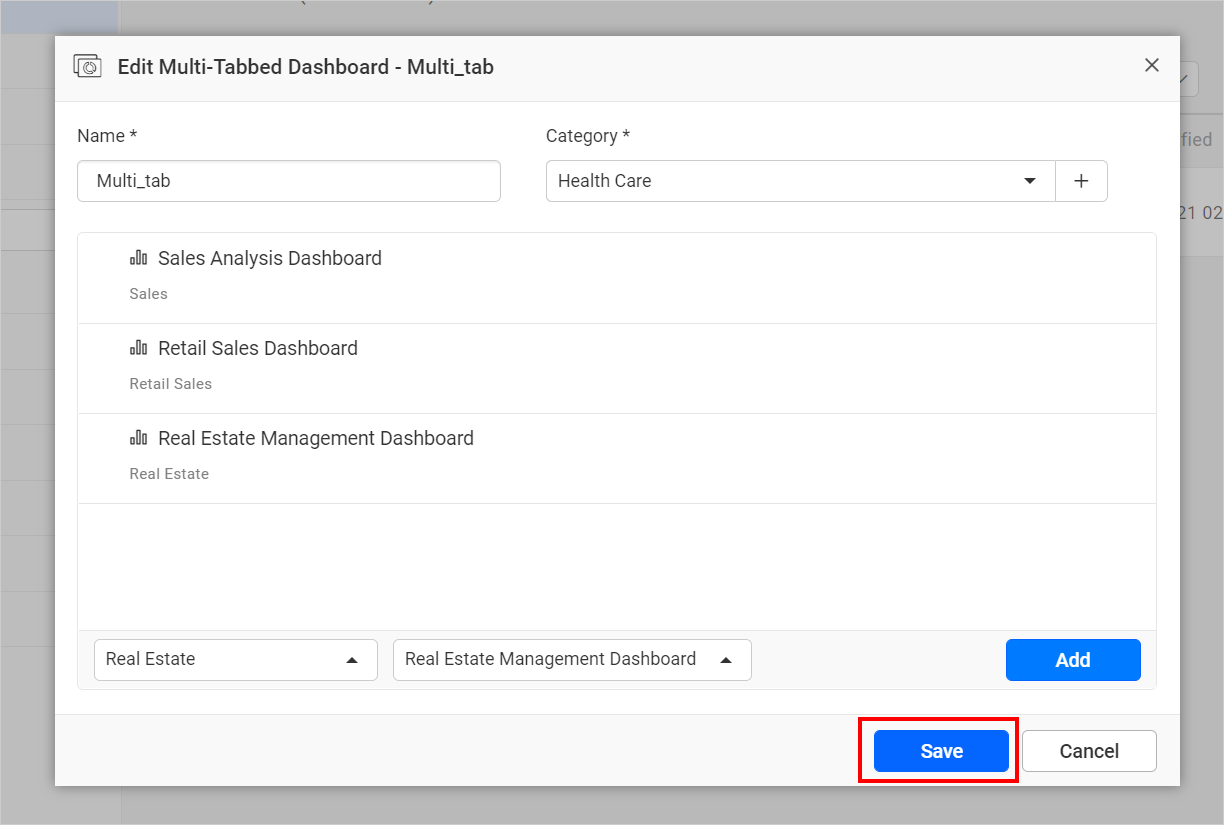 Edit Multi-Tabbed Dashboard - Multi_tab
fied
Name *
Category *
Multi_tab
Health Care
21 02
Sales Analysis Dashboard
Sales
Retail Sales Dashboard
Retail Sales
Real Estate Management Dashboard
Real Estate
Real Estate
Real Estate Management Dashboard
Add
Save
Cancel